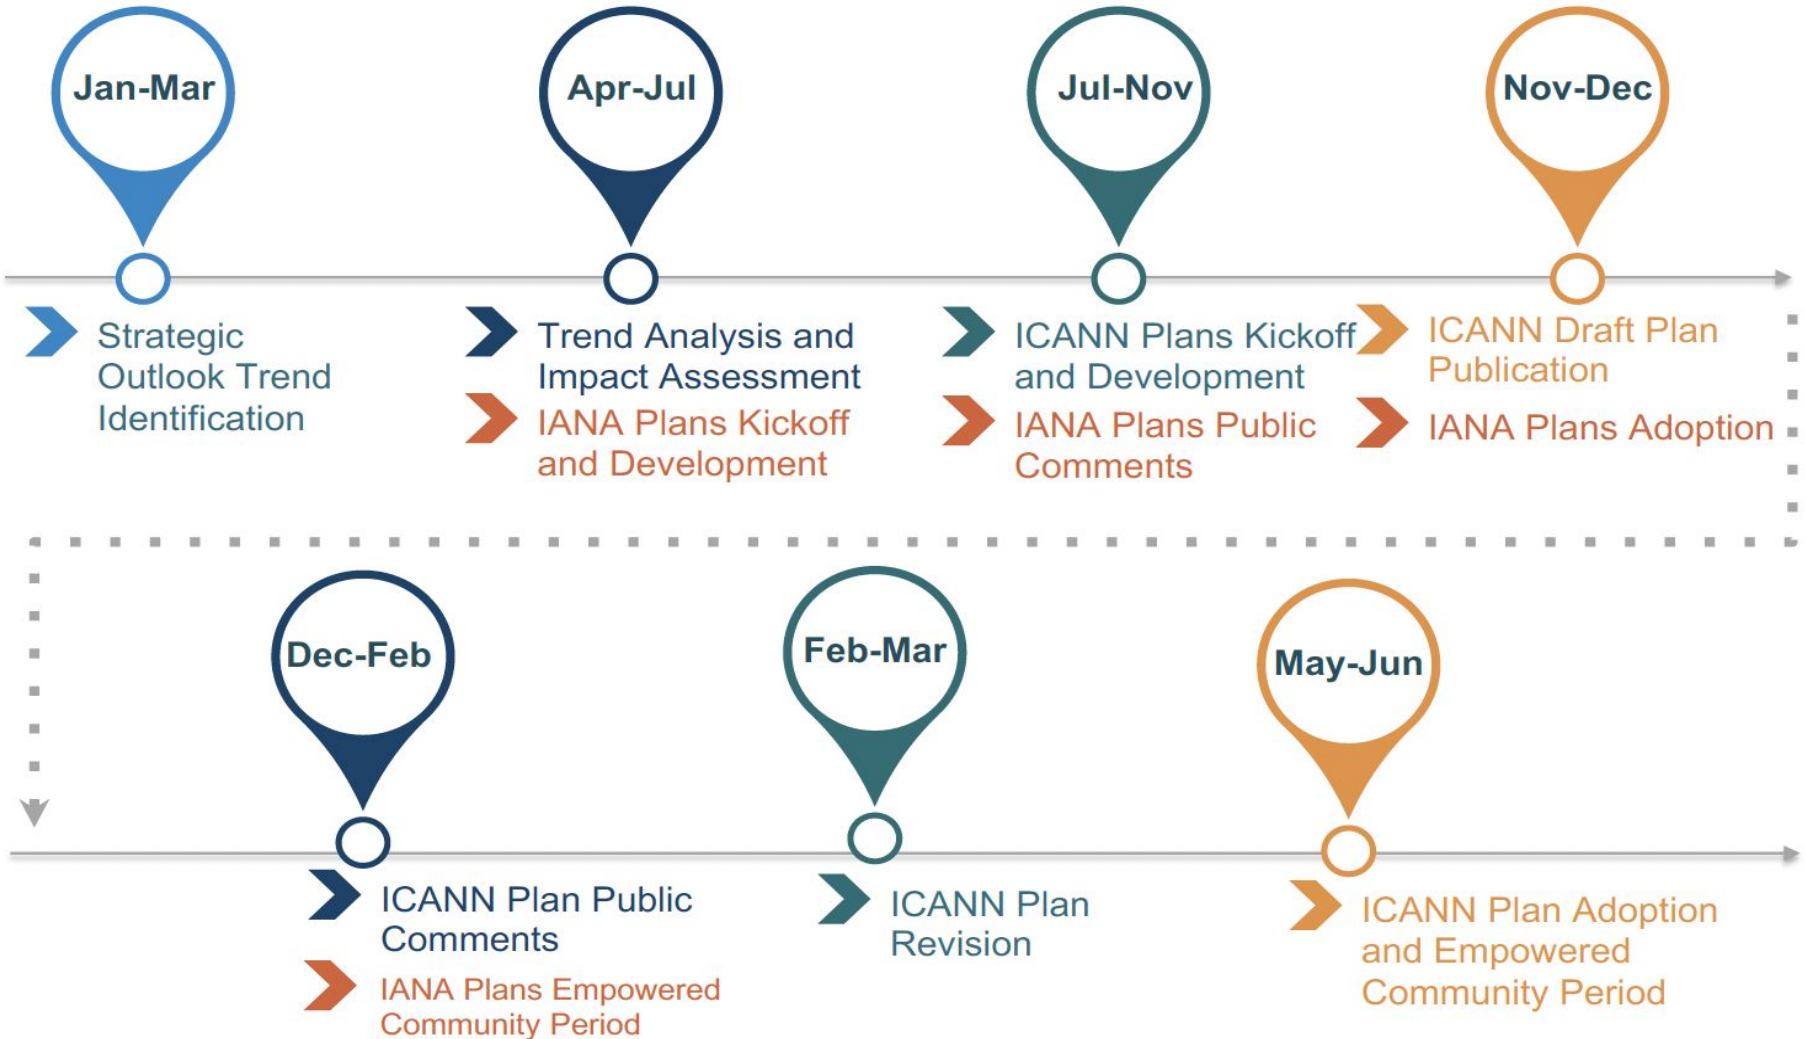 Jan-Mar
Apr-Jul
Jul-Nov
Nov-Dec
Strategic
Outlook Trend
Identification
Trend Analysis and
Impact Assessment
IANA Plans Kickoff
and Development
ICANN Plans Kickoff
and Development
IANA Plans Public
Comments
ICANN Draft Plan
Publication
IANA Plans Adoption
Dec-Feb
Feb-Mar
May-Jun
ICANN Plan Public
Comments
IANA Plans Empowered
Community Period
ICANN Plan
Revision
ICANN Plan Adoption
and Empowered
Community Period